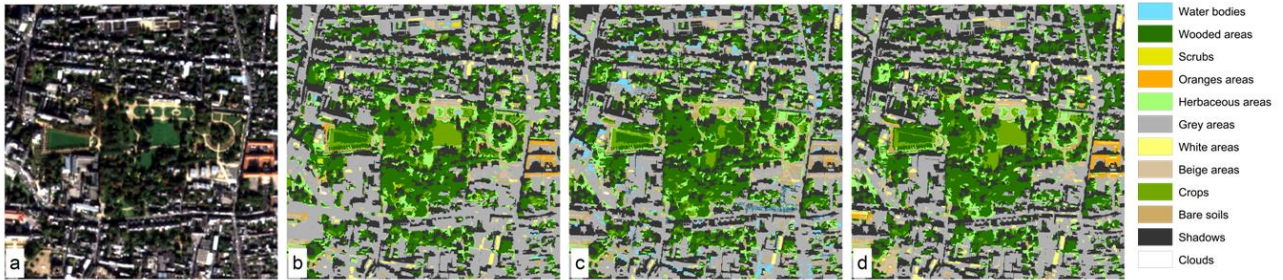 a
b
c
d
Water bodies
Wooded areas
Scrubs
Oranges areas
Herbaceous areas
Grey areas
White areas
Beige areas
Crops
Bare soils
Shadows
Clouds